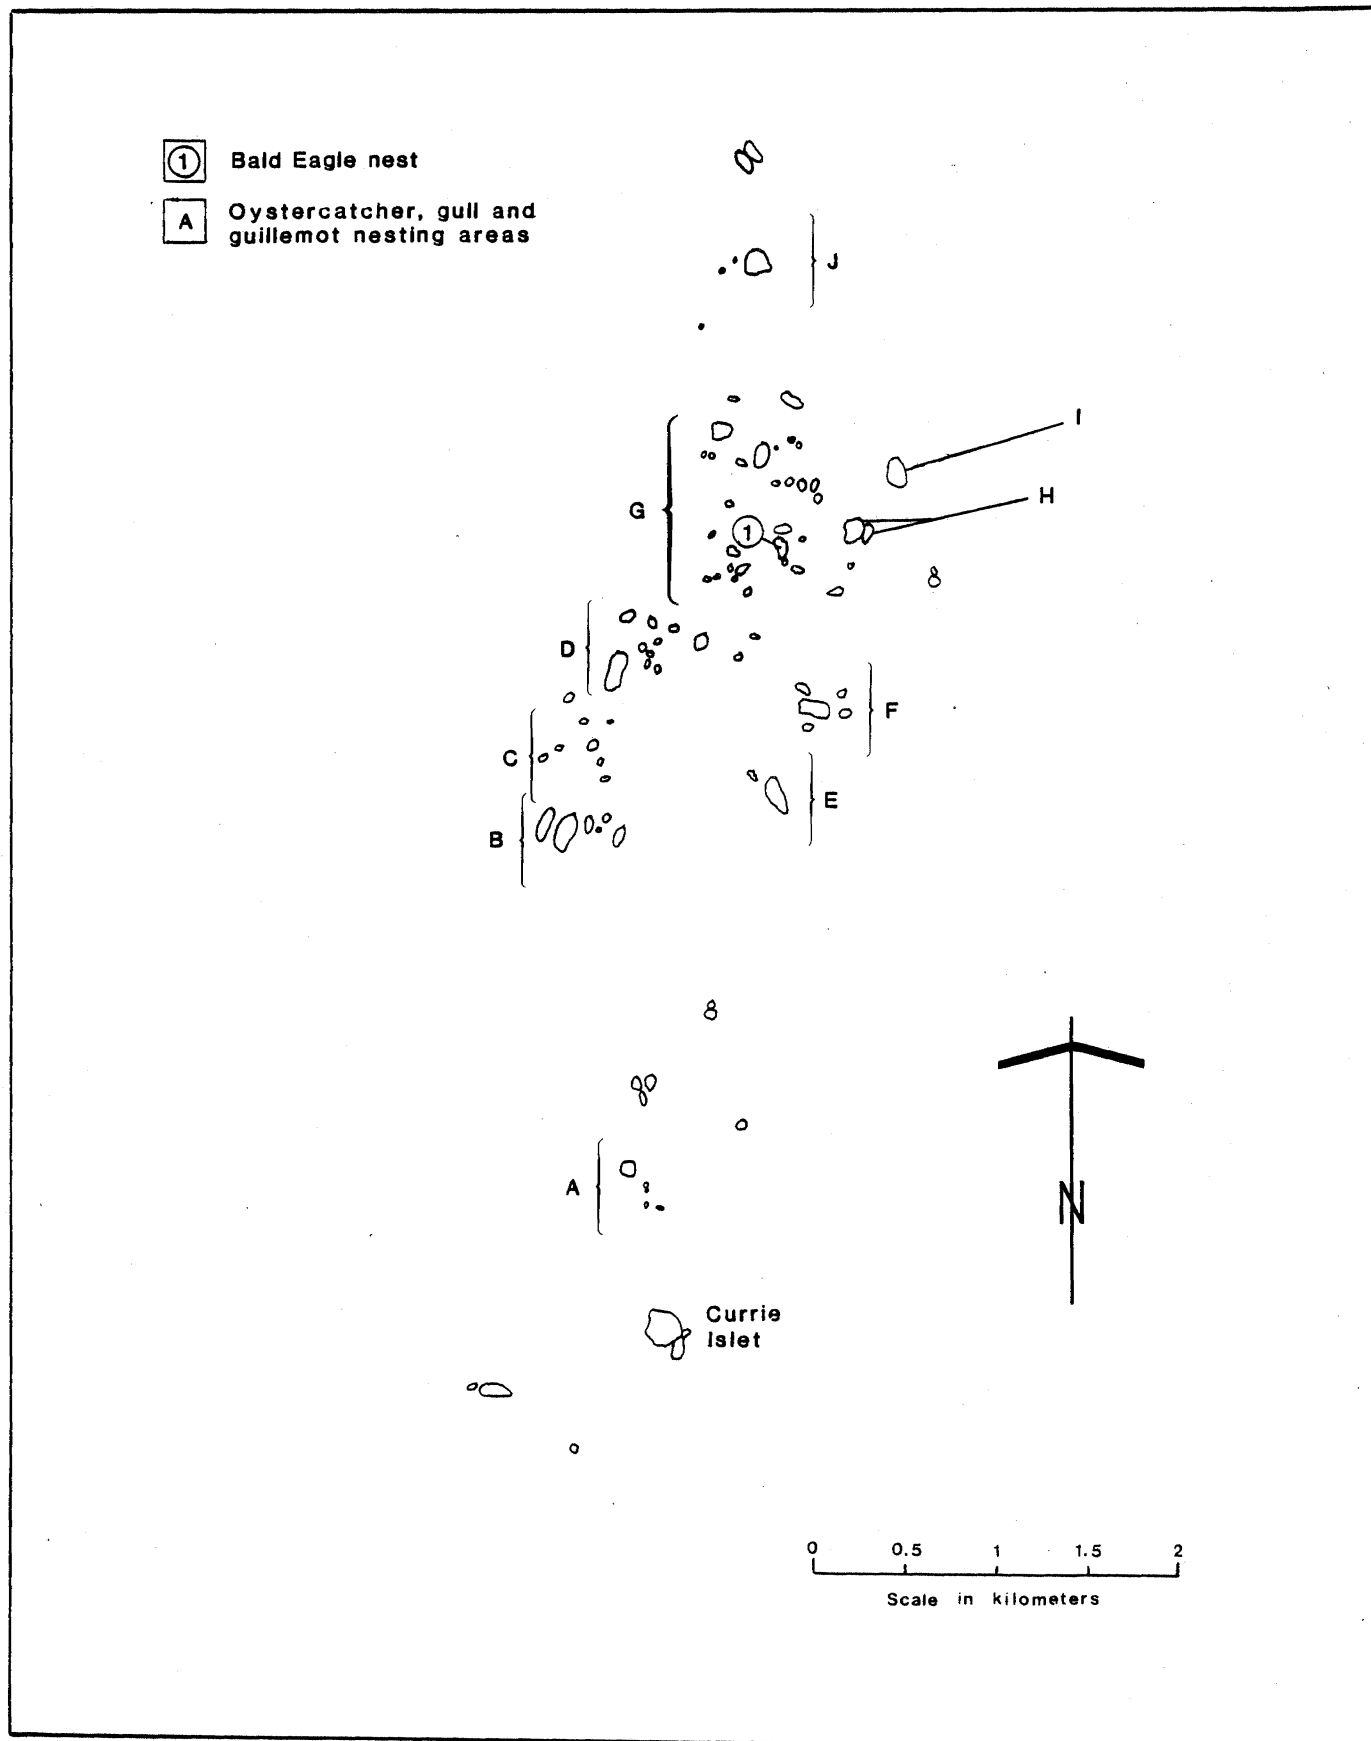 1 Bald Eagle nest
A Oystercatcher, gull and
guillemot nesting areas
J
I
H
G
1
D
F
C
E
B
A
N
Currie
Islet
0 0.5 1 1.5 2
Scale in kilometers